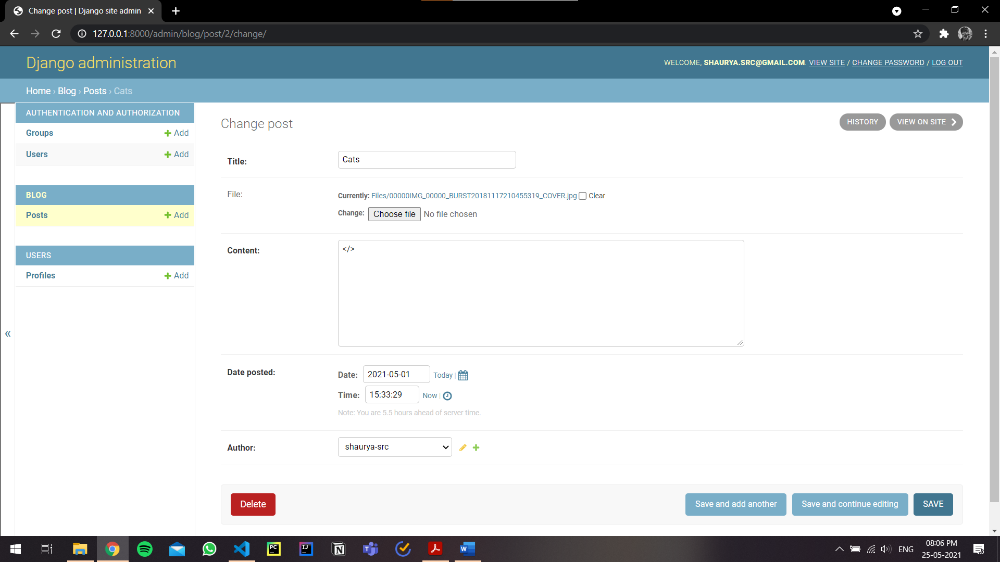 Change post | Django site admin
127.0.0.1:8000/admin/blog/post/2/change/
Django administration
WELCOME, SHAURYA.SRC@GMAIL.COM. VIEW SITE / CHANGE PASSWORD / LOG OUT
Home › Blog › Posts › Cats
AUTHENTICATION AND AUTHORIZATION
Groups Add
Users Add
BLOG
Posts Add
USERS
Profiles Add
«
Change post
HISTORY
VIEW ON SITE
Title: Cats
File: Currently: Files/00000IMG_00000_BURST20181117210455319_COVER.jpg Clear
Change: Choose file No file chosen
Content: </>
Date posted: Date: 2021-05-01 Today |
Time: 15:33:29 Now |
Note: You are 5.5 hours ahead of server time.
Author: shaurya-src
Delete
Save and add another
Save and continue editing
SAVE
PC
IJ
N
T
W
ENG
08:06 PM
25-05-2021